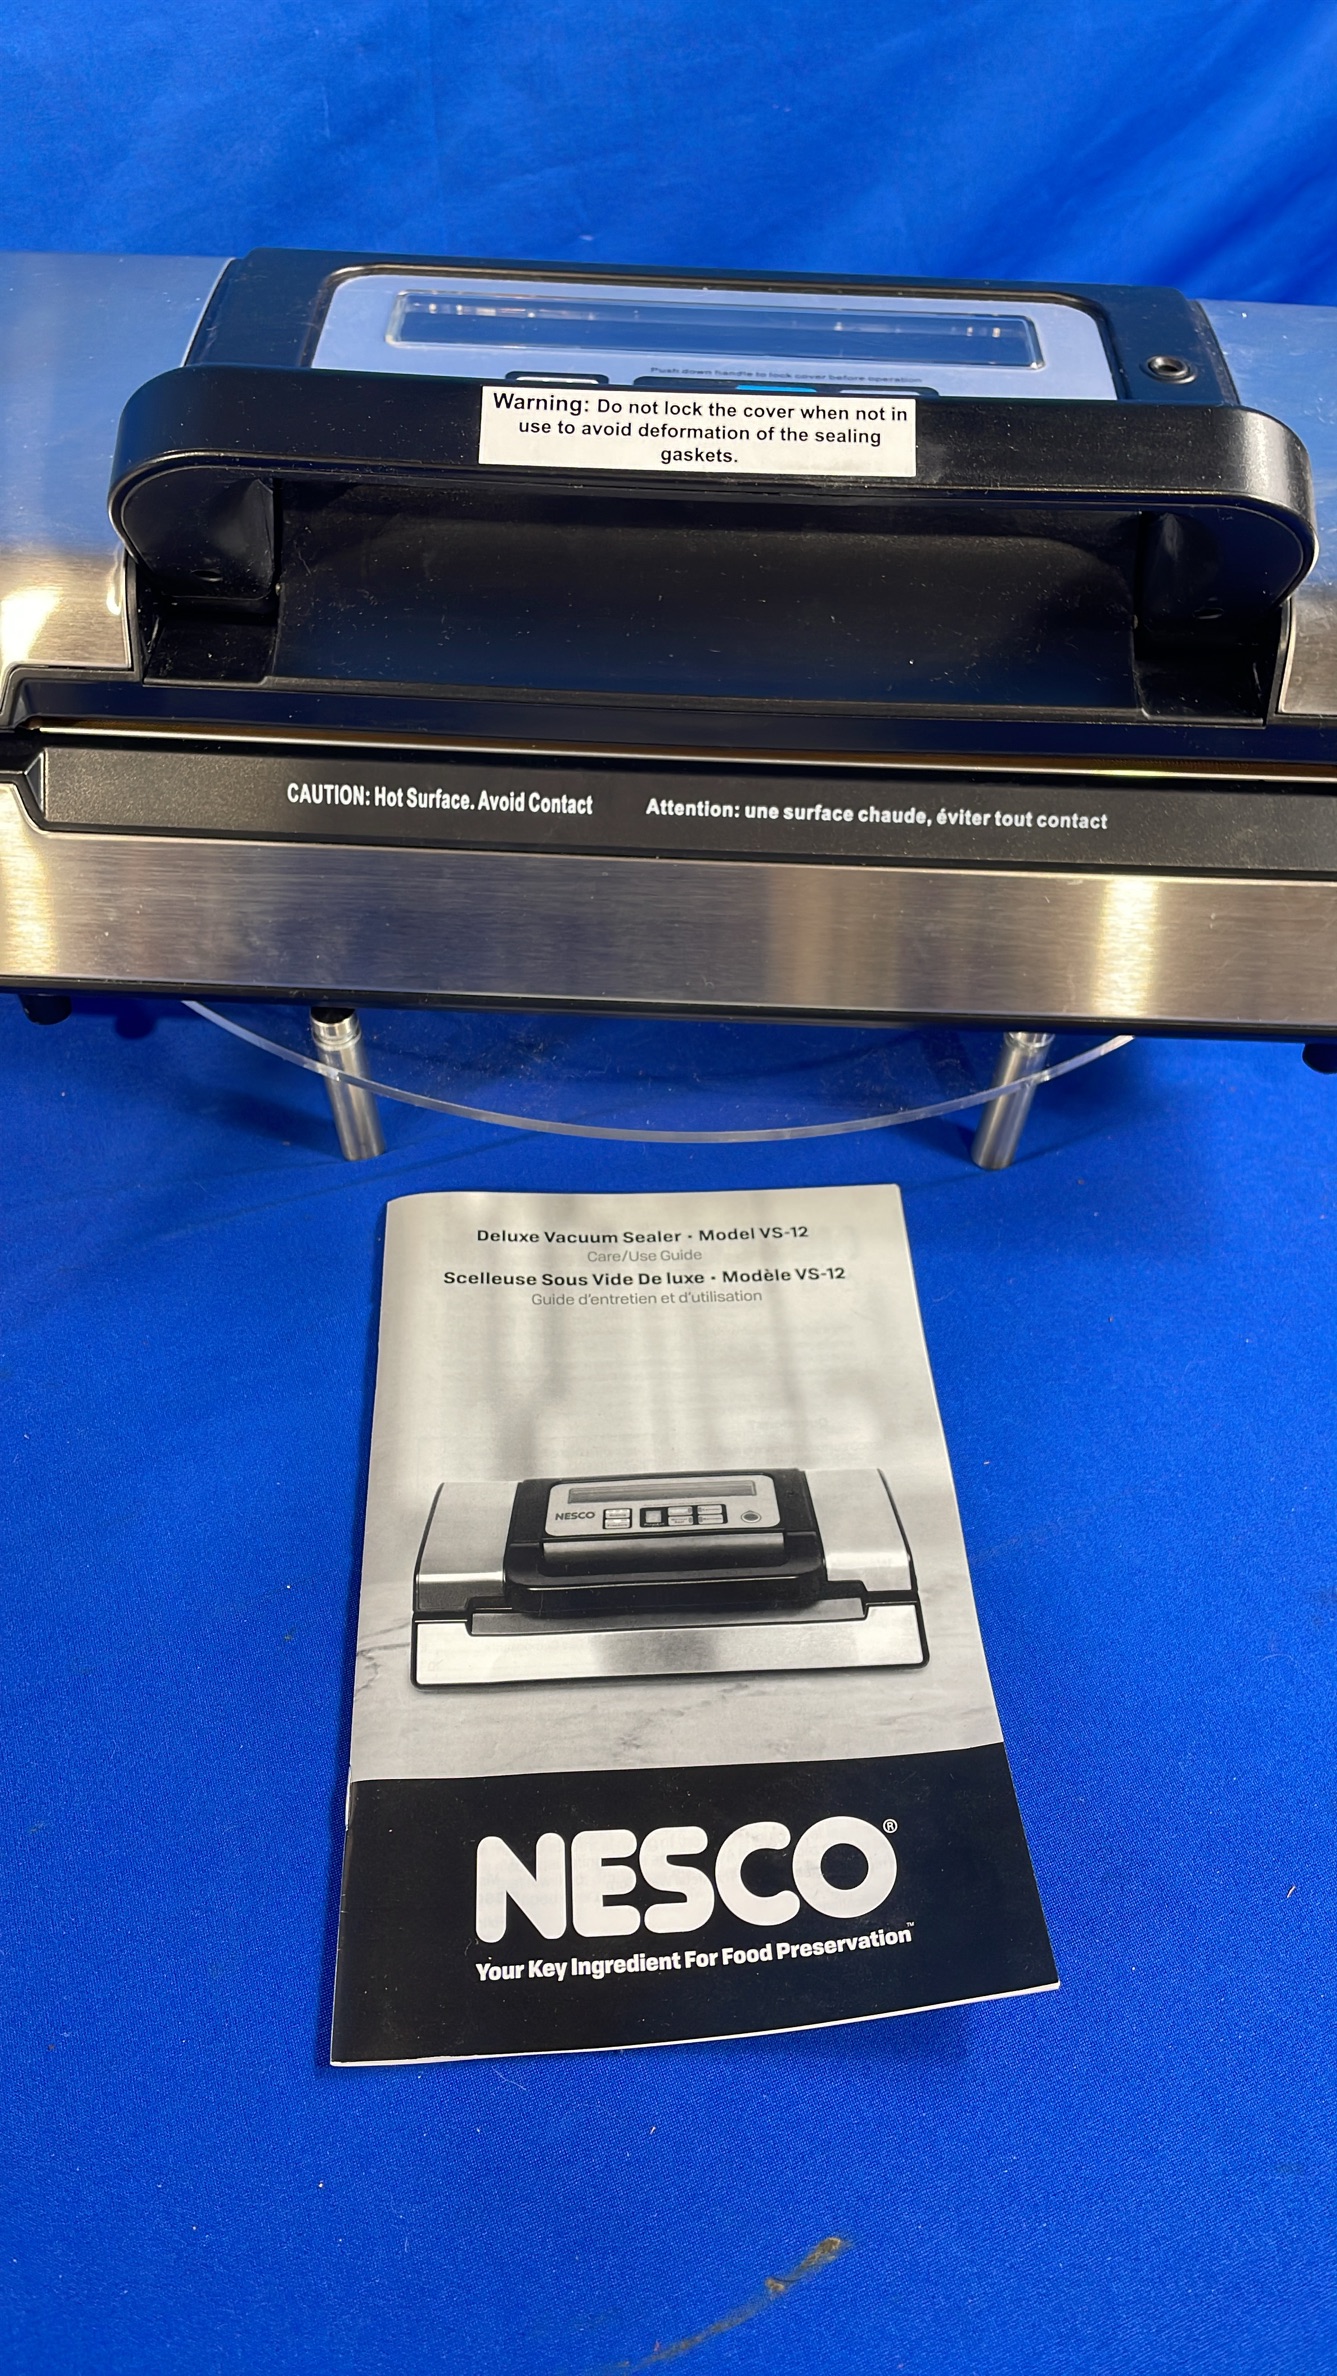 Push down handle to lock cover before operation
Warning: Do not lock the cover when not in
use to avoid deformation of the sealing
gaskets.
CAUTION: Hot Surface. Avoid Contact
Attention: une surface chaude, éviter tout contact
Deluxe Vacuum Sealer • Model VS-12
Care/Use Guide
Scelleuse Sous Vide De luxe • Modèle VS-12
Guide d'entretien et d'utilisation
NESCO
NESCO®
Your Key Ingredient For Food Preservation™